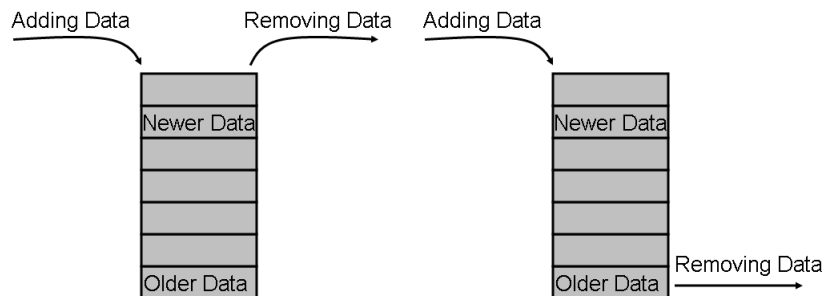 Adding Data
Removing Data
Newer Data
Older Data
Adding Data
Newer Data
Older Data
Removing Data